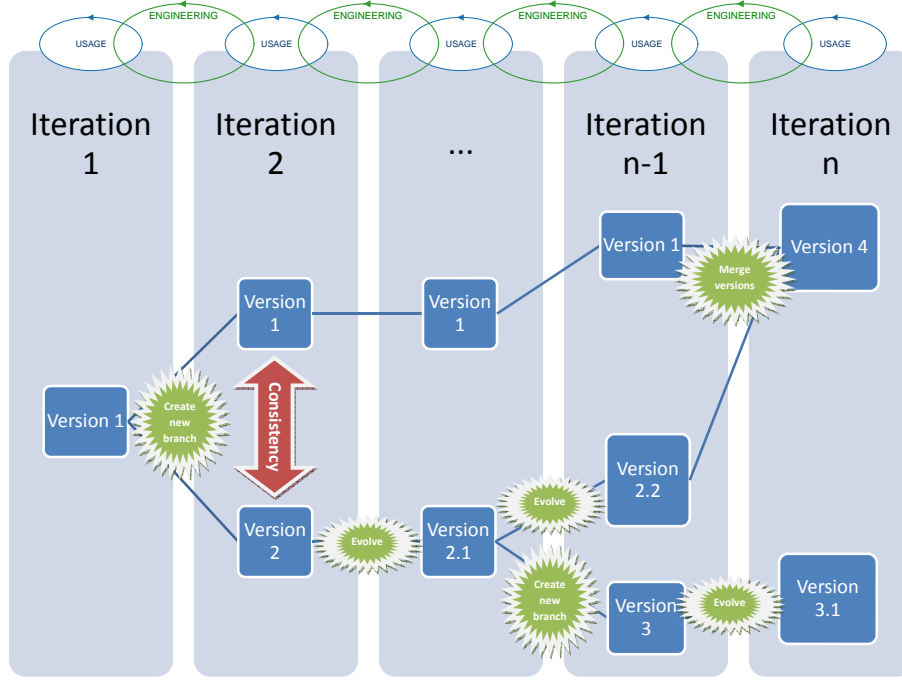 ENGINEERING
ENGINEERING
ENGINEERING
ENGINEERING
USAGE
USAGE
USAGE
USAGE
USAGE
Iteration
1
Iteration
2
...
Iteration
n-1
Iteration
n
Version 1
Version 4
Merge
versions
Version
1
Version
1
Consistency
Version 1
Create
new
branch
Version
2.2
Evolve
Version
2
Evolve
Version
2.1
Create
new
branch
Version
3
Evolve
Version
3.1